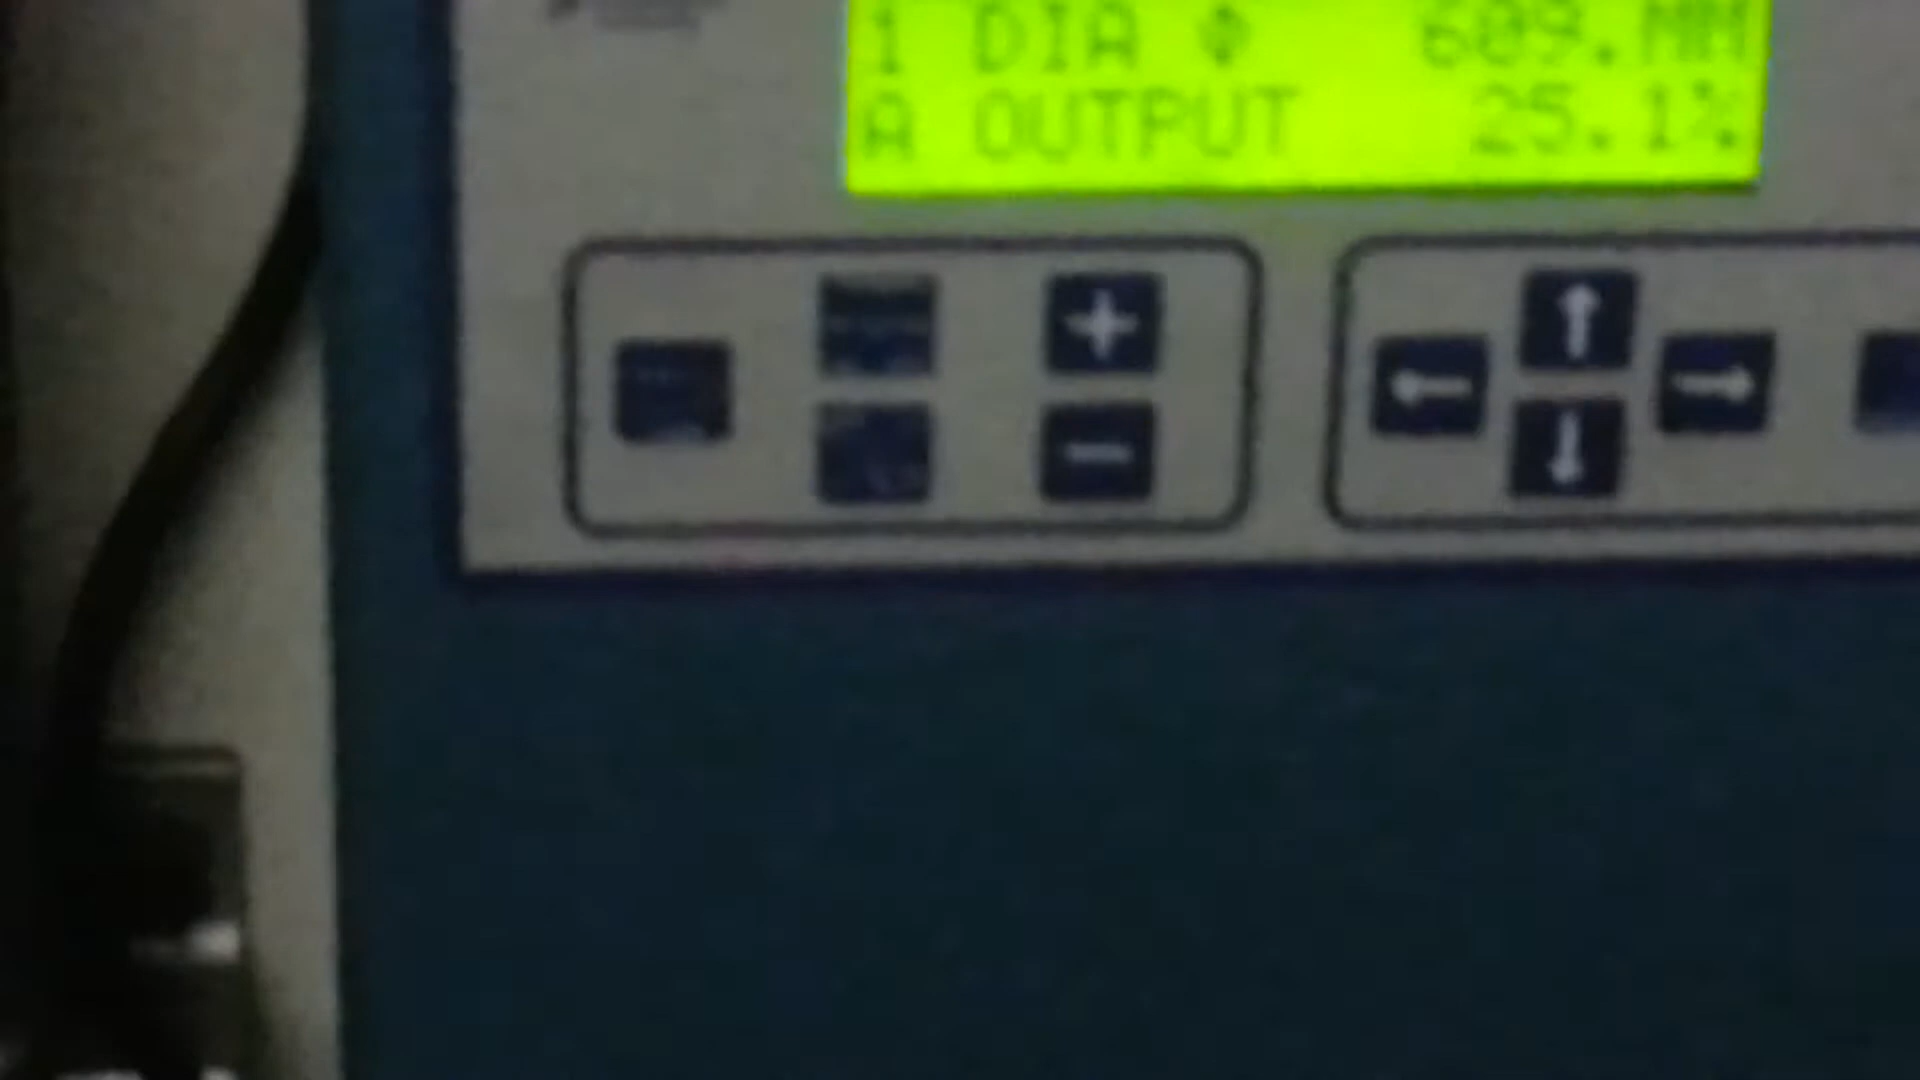 1 DIA Φ 609.MM
A OUTPUT 25.1%
+
↑
← →
−
↓